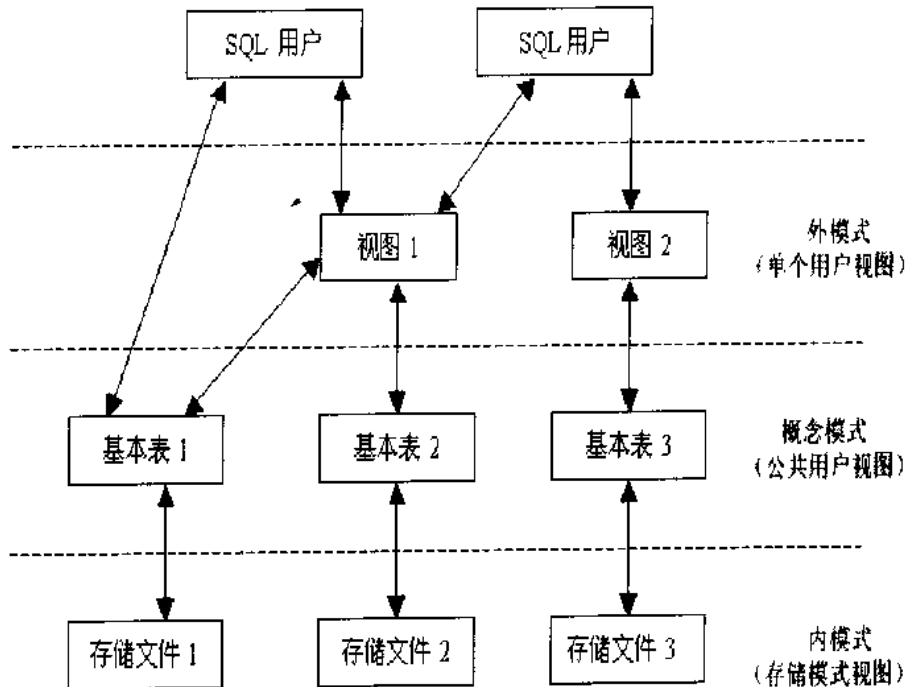 SQL 用户
SQL 用户
视图 1
视图 2
外模式
(单个用户视图)
基本表 1
基本表 2
基本表 3
概念模式
(公共用户视图)
存储文件 1
存储文件 2
存储文件 3
内模式
(存储模式视图)